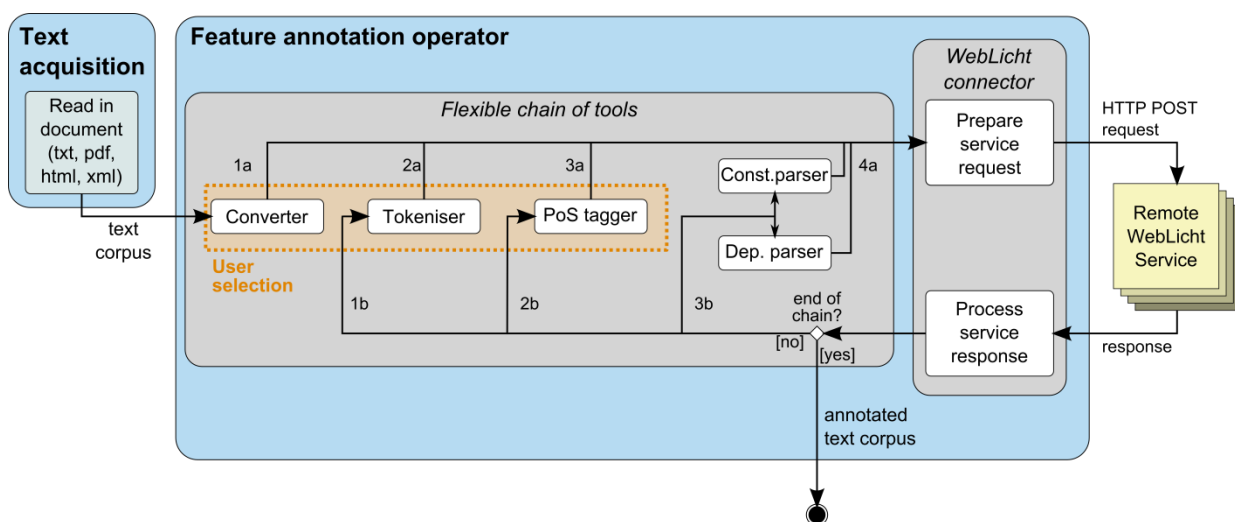 Text
acquisition
Read in
document
(txt, pdf,
html, xml)
text
corpus
Feature annotation operator
Flexible chain of tools
1a
2a
3a
4a
Converter
Tokeniser
PoS tagger
Const.parser
Dep. parser
User
selection
1b
2b
3b
end of
chain?
[no]
[yes]
annotated
text corpus
WebLicht
connector
Prepare
service
request
Process
service
response
HTTP POST
request
Remote
WebLicht
Service
response